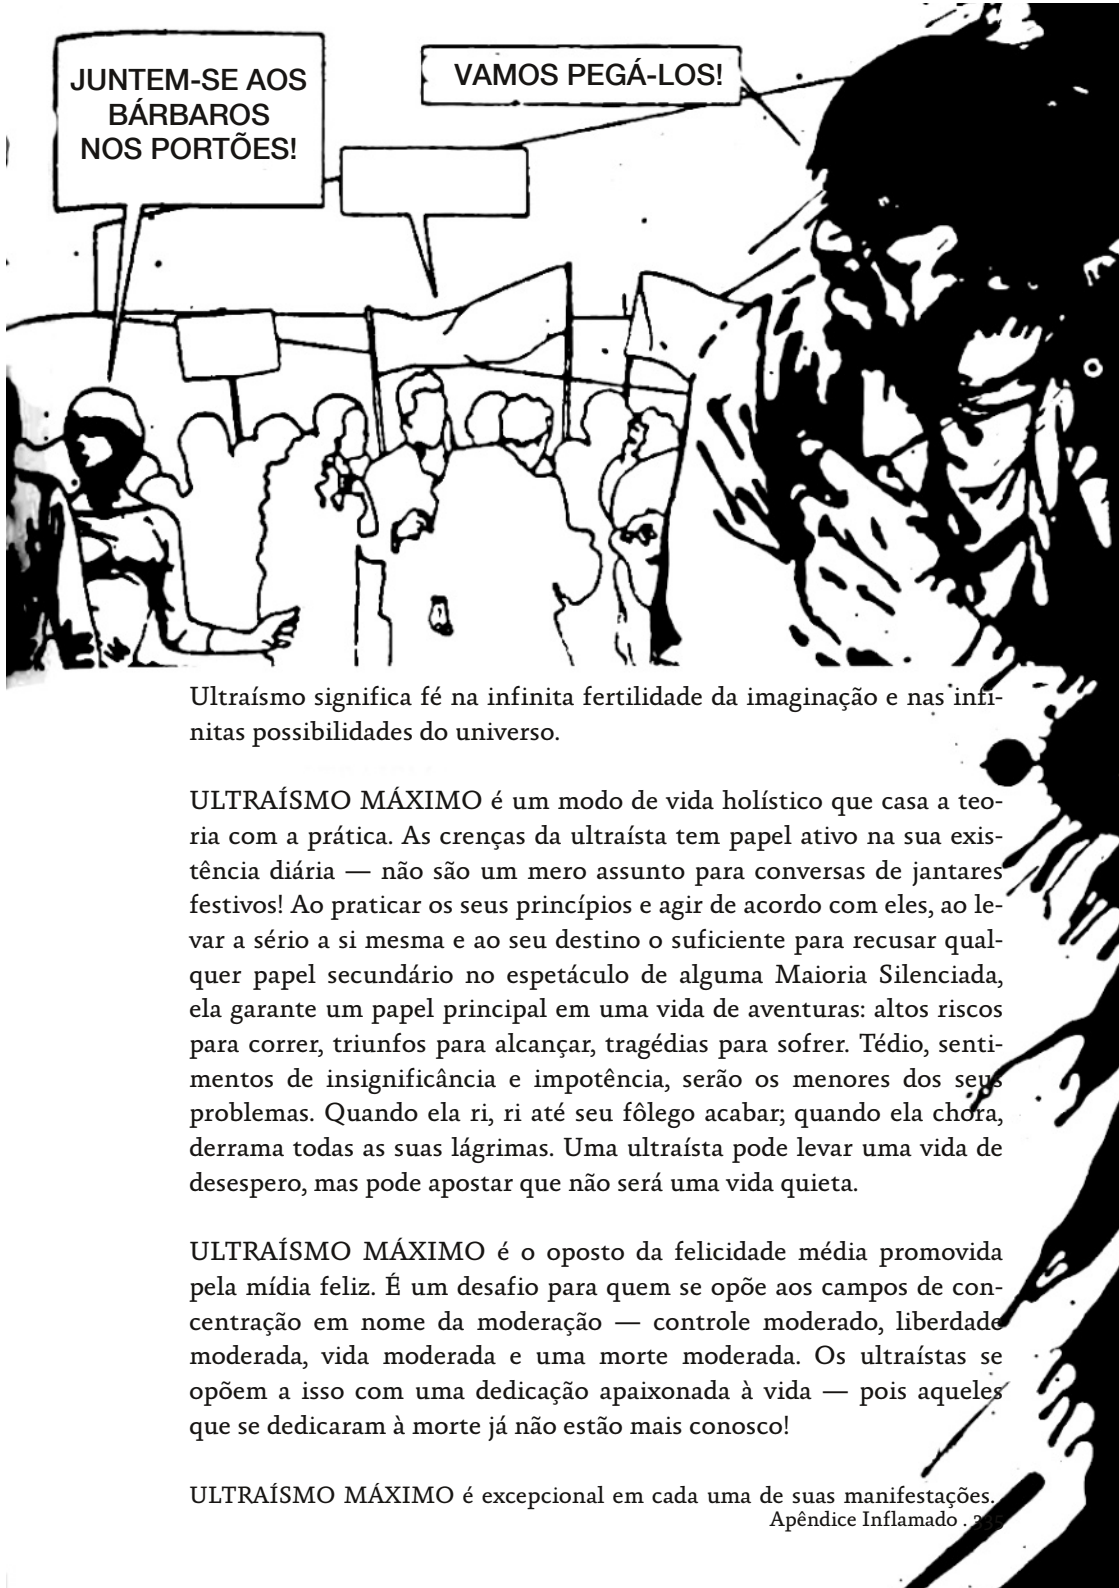 JUNTEM-SE AOS
BÁRBAROS
NOS PORTÕES!
VAMOS PEGÁ-LOS!
Ultraísmo significa fé na infinita fertilidade da imaginação e nas infi-
nitas possibilidades do universo.
ULTRAÍSMO MÁXIMO é um modo de vida holístico que casa a teo-
ria com a prática. As crenças da ultraísta tem papel ativo na sua exis-
tência diária — não são um mero assunto para conversas de jantares
festivos! Ao praticar os seus princípios e agir de acordo com eles, ao le-
var a sério a si mesma e ao seu destino o suficiente para recusar qual-
quer papel secundário no espetáculo de alguma Maioria Silenciada,
ela garante um papel principal em uma vida de aventuras: altos riscos
para correr, triunfos para alcançar, tragédias para sofrer. Tédio, senti-
mentos de insignificância e impotência, serão os menores dos seus
problemas. Quando ela ri, ri até seu fôlego acabar; quando ela chora,
derrama todas as suas lágrimas. Uma ultraísta pode levar uma vida de
desespero, mas pode apostar que não será uma vida quieta.
ULTRAÍSMO MÁXIMO é o oposto da felicidade média promovida
pela mídia feliz. É um desafio para quem se opõe aos campos de con-
centração em nome da moderação — controle moderado, liberdade
moderada, vida moderada e uma morte moderada. Os ultraístas se
opõem a isso com uma dedicação apaixonada à vida — pois aqueles
que se dedicaram à morte já não estão mais conosco!
ULTRAÍSMO MÁXIMO é excepcional em cada uma de suas manifestações.
Apêndice Inflamado . 335